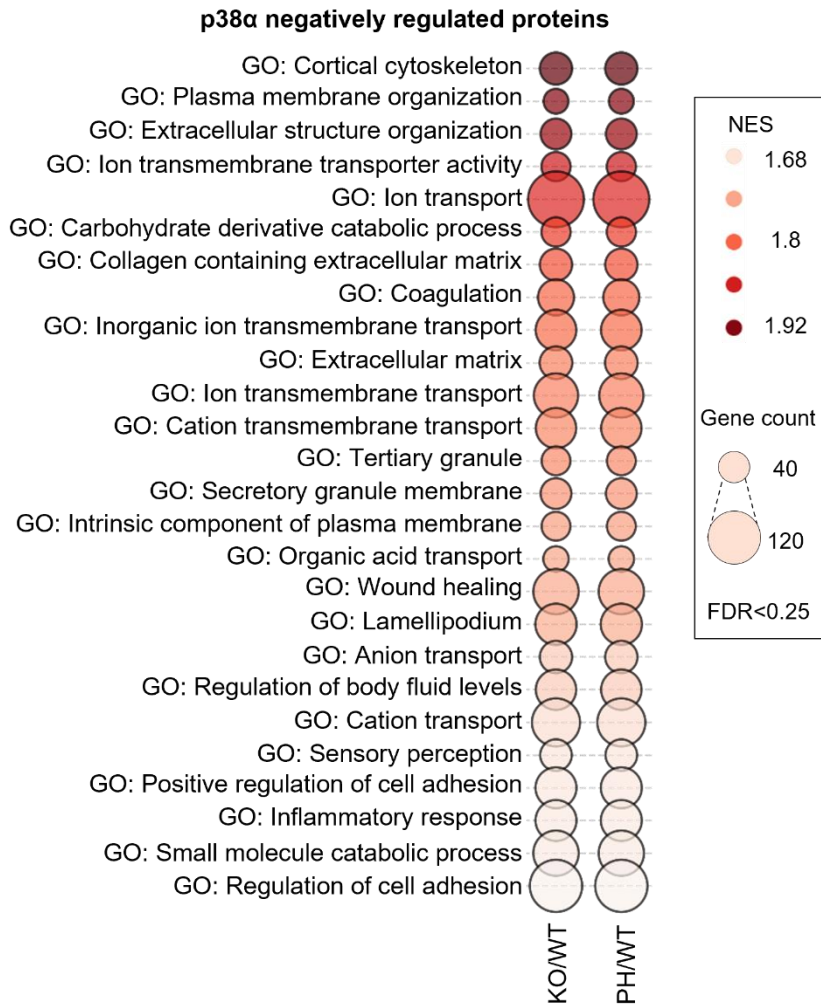 p38α negatively regulated proteins
GO: Cortical cytoskeleton
GO: Plasma membrane organization
GO: Extracellular structure organization
GO: Ion transmembrane transporter activity
GO: Ion transport
GO: Carbohydrate derivative catabolic process
GO: Collagen containing extracellular matrix
GO: Coagulation
GO: Inorganic ion transmembrane transport
GO: Extracellular matrix
GO: Ion transmembrane transport
GO: Cation transmembrane transport
GO: Tertiary granule
GO: Secretory granule membrane
GO: Intrinsic component of plasma membrane
GO: Organic acid transport
GO: Wound healing
GO: Lamellipodium
GO: Anion transport
GO: Regulation of body fluid levels
GO: Cation transport
GO: Sensory perception
GO: Positive regulation of cell adhesion
GO: Inflammatory response
GO: Small molecule catabolic process
GO: Regulation of cell adhesion
KO/WT
PH/WT
NES
1.68
1.8
1.92
Gene count
40
120
FDR<0.25